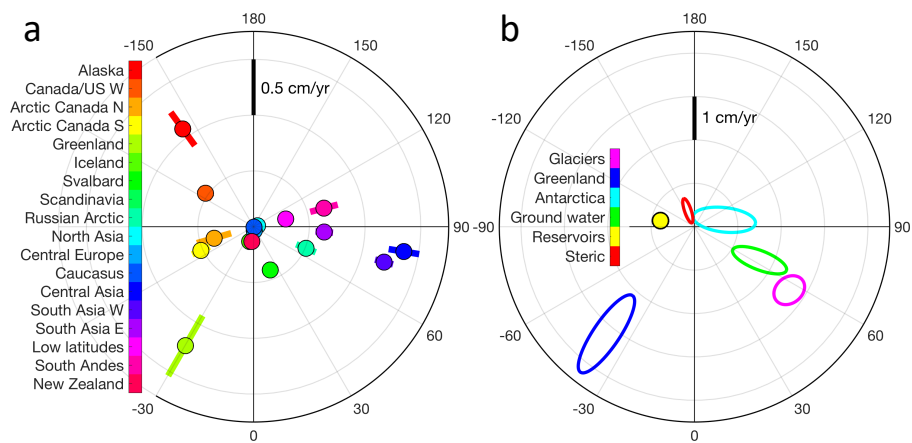 a
180
-150
150
0.5 cm/yr
120
90
60
30
0
-30
Alaska
Canada/US W
Arctic Canada N
Arctic Canada S
Greenland
Iceland
Svalbard
Scandinavia
Russian Arctic
North Asia
Central Europe
Caucasus
Central Asia
South Asia W
South Asia E
Low latitudes
South Andes
New Zealand
b
180
-150
150
-120
120
1 cm/yr
-90
90
-60
60
-30
30
0
Glaciers
Greenland
Antarctica
Ground water
Reservoirs
Steric